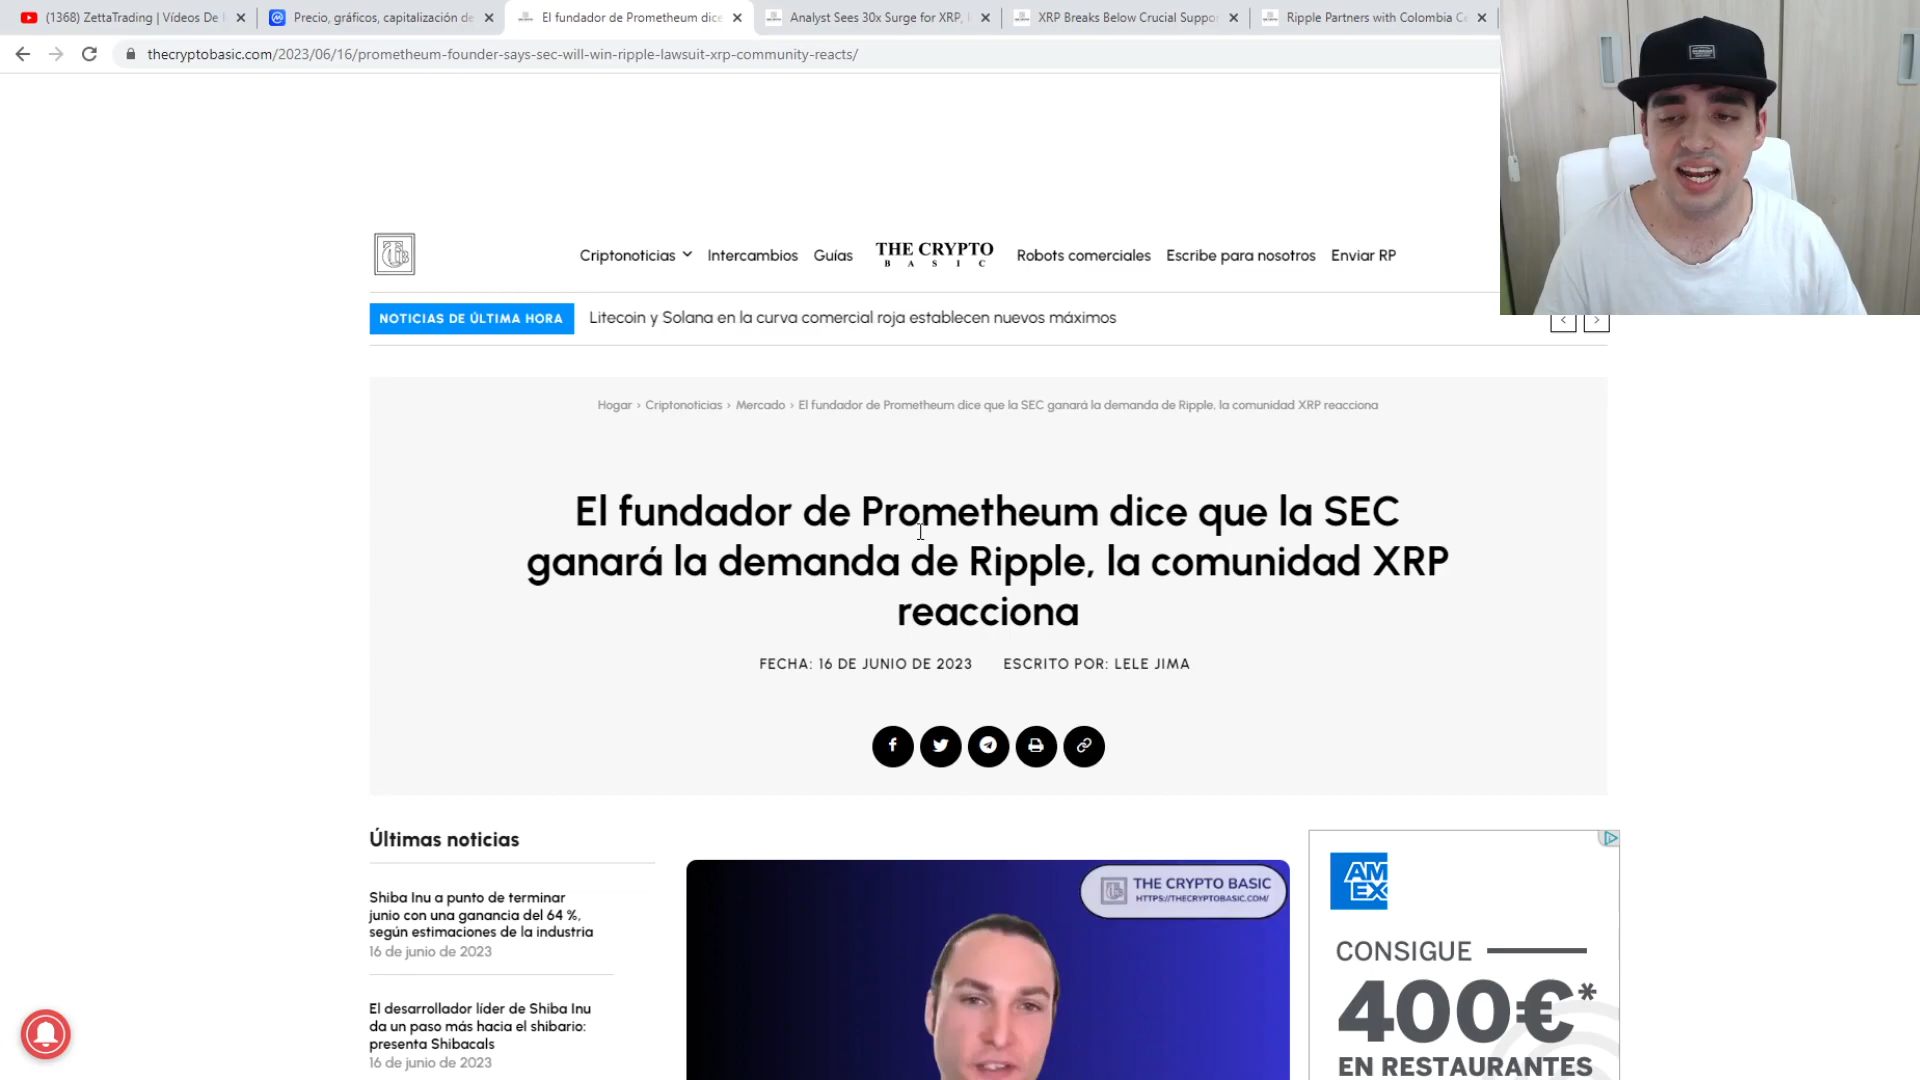 (1368) ZettaTrading | Vídeos De
Precio, gráficos, capitalización de
El fundador de Prometheum dice
Analyst Sees 30x Surge for XRP,
XRP Breaks Below Crucial Suppor
Ripple Partners with Colombia Ce
thecryptobasic.com/2023/06/16/prometheum-founder-says-sec-will-win-ripple-lawsuit-xrp-community-reacts/
Criptonoticias
Intercambios
Guías
THE CRYPTO
BASIC
Robots comerciales
Escribe para nosotros
Enviar RP
NOTICIAS DE ÚLTIMA HORA
Litecoin y Solana en la curva comercial roja establecen nuevos máximos
Hogar › Criptonoticias › Mercado › El fundador de Prometheum dice que la SEC ganará la demanda de Ripple, la comunidad XRP reacciona
El fundador de Prometheum dice que la SEC
ganará la demanda de Ripple, la comunidad XRP
reacciona
FECHA: 16 DE JUNIO DE 2023
ESCRITO POR: LELE JIMA
Últimas noticias
Shiba Inu a punto de terminar
junio con una ganancia del 64 %,
según estimaciones de la industria
16 de junio de 2023
El desarrollador líder de Shiba Inu
da un paso más hacia el shibario:
presenta Shibacals
16 de junio de 2023
THE CRYPTO BASIC
HTTPS://THECRYPTOBASIC.COM/
AM
EX
CONSIGUE
400€*
EN RESTAURANTES